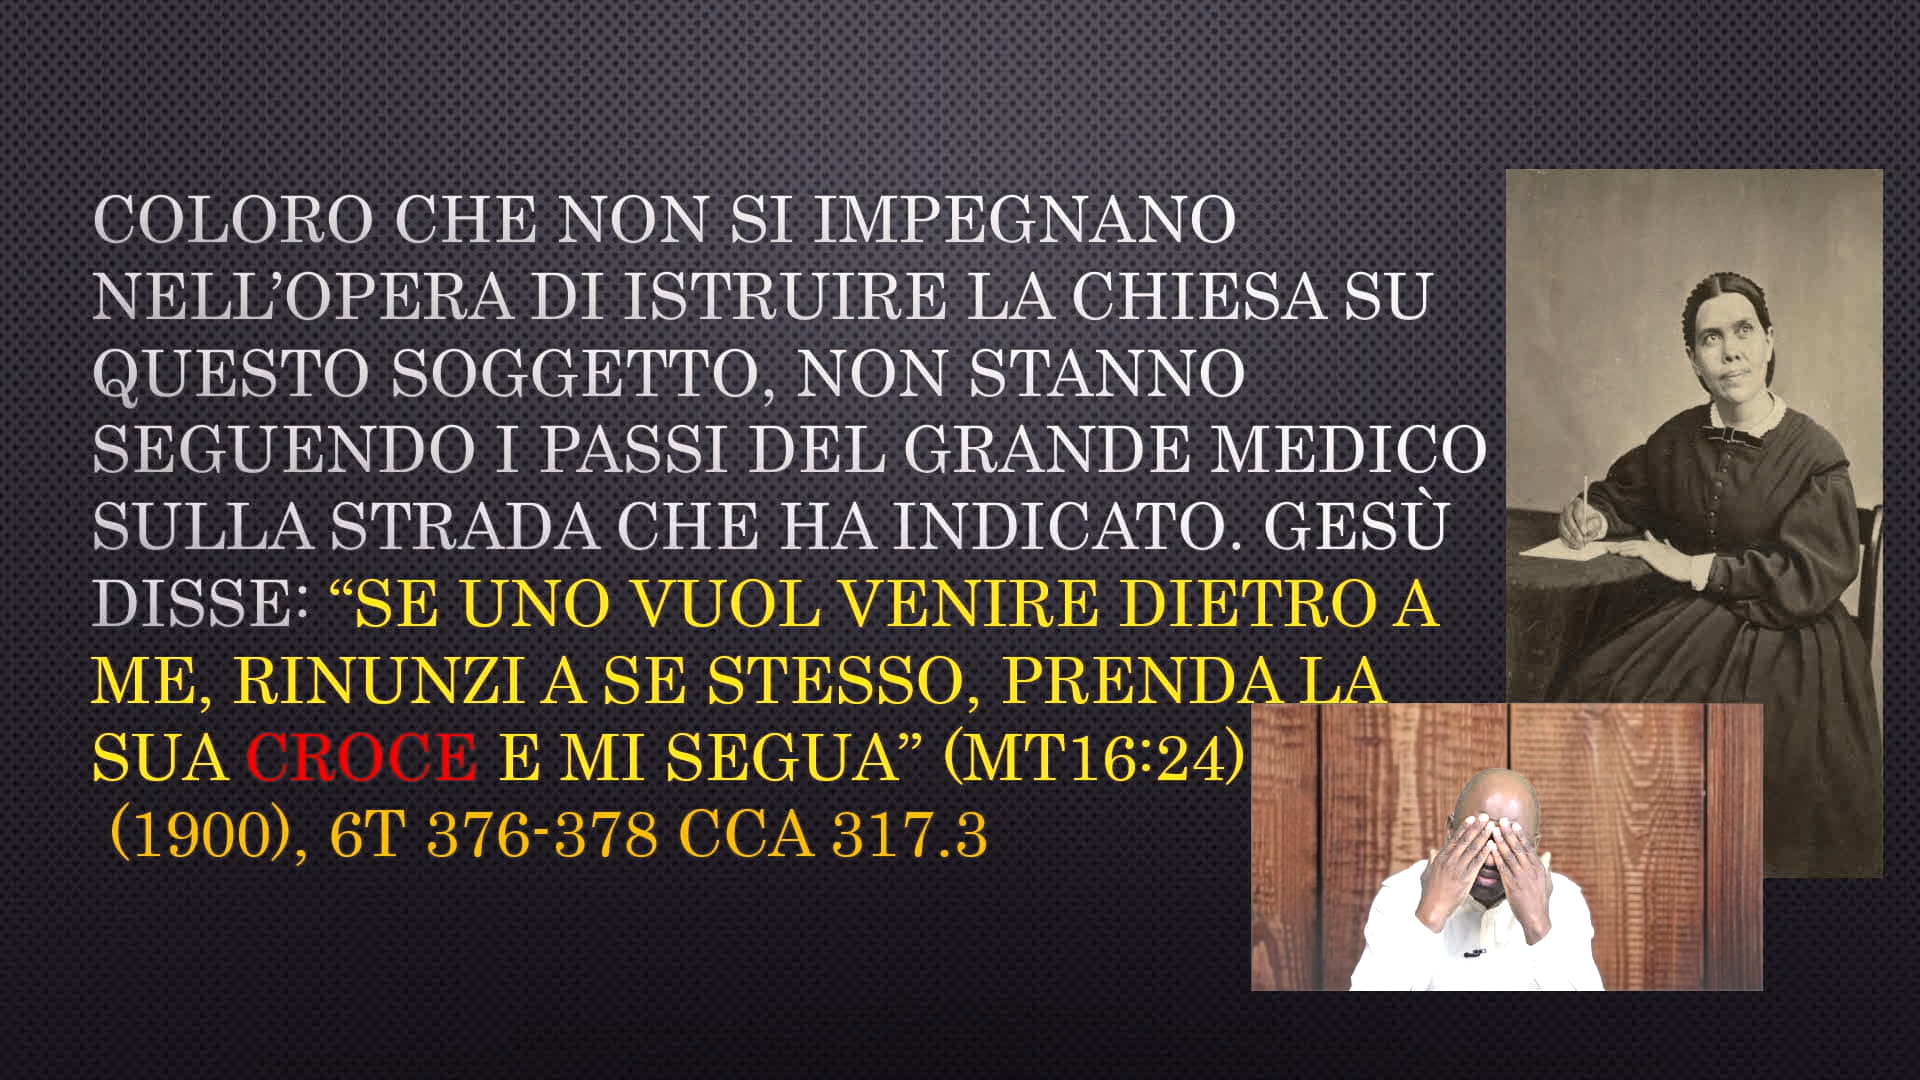 COLORO CHE NON SI IMPEGNANO
NELL’OPERA DI ISTRUIRE LA CHIESA SU
QUESTO SOGGETTO, NON STANNO
SEGUENDO I PASSI DEL GRANDE MEDICO
SULLA STRADA CHE HA INDICATO. GESÙ
DISSE: “SE UNO VUOL VENIRE DIETRO A
ME, RINUNZI A SE STESSO, PRENDA LA
SUA CROCE E MI SEGUA” (MT16:24)
(1900), 6T 376-378 CCA 317.3